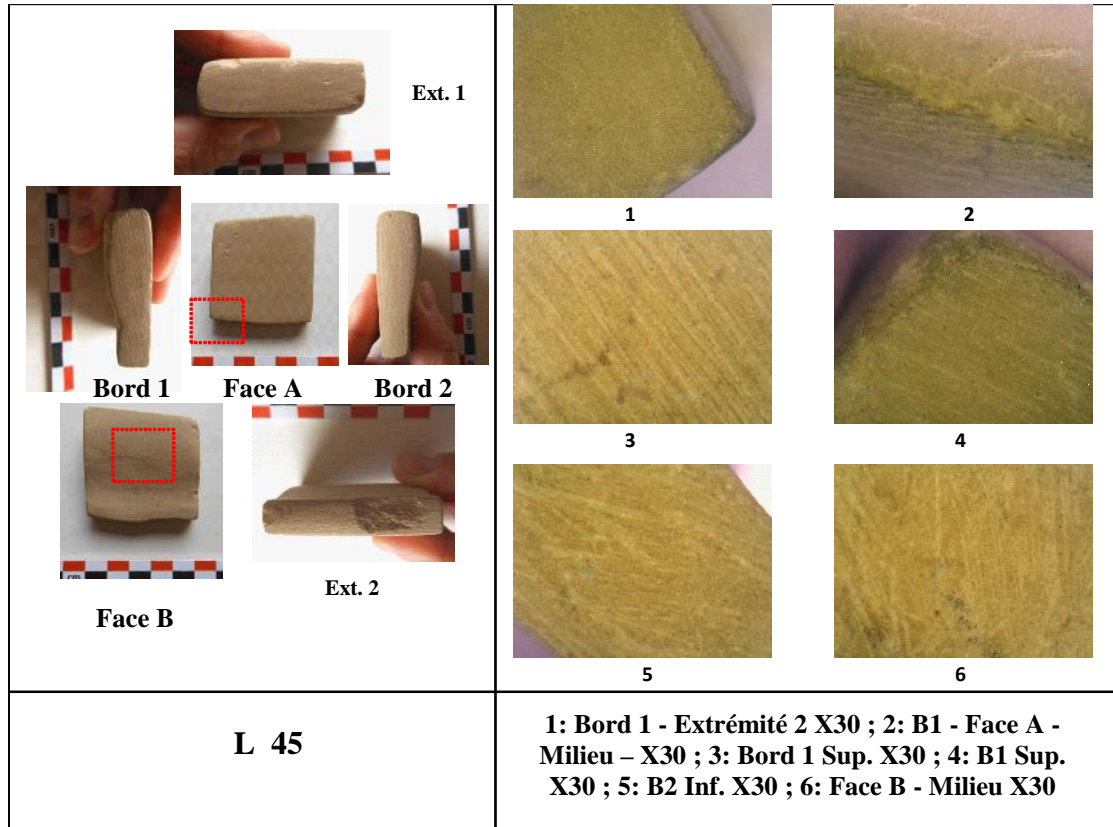 Ext. 1
Bord 1
Face A
Bord 2
cm
Face B
Ext. 2
1
2
3
4
5
6
L 45
1: Bord 1 - Extrémité 2 X30 ; 2: B1 - Face A -
Milieu – X30 ; 3: Bord 1 Sup. X30 ; 4: B1 Sup.
X30 ; 5: B2 Inf. X30 ; 6: Face B - Milieu X30